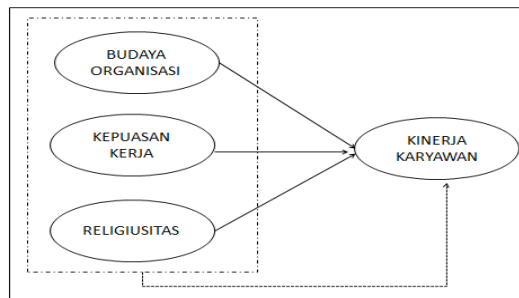 BUDAYA
ORGANISASI
KEPUASAN
KERJA
KINERJA
KARYAWAN
RELIGIUSITAS